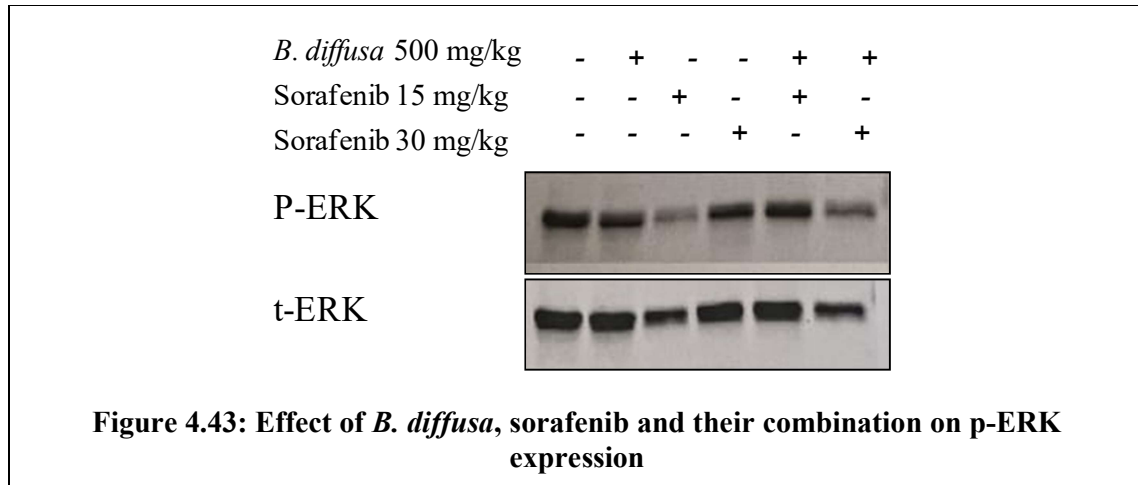 B. diffusa 500 mg/kg - + - - + +
Sorafenib 15 mg/kg - - + - + -
Sorafenib 30 mg/kg - - - + - +
P-ERK
t-ERK
Figure 4.43: Effect of B. diffusa, sorafenib and their combination on p-ERK
expression